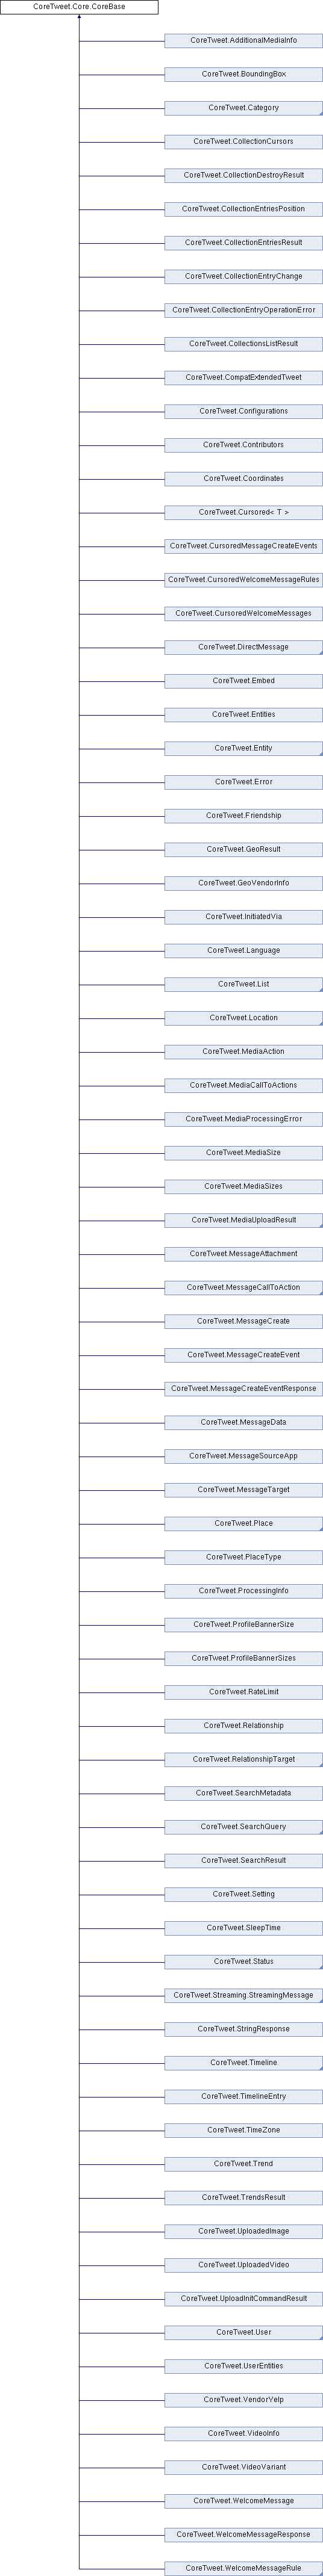 CoreTweet.Core.CoreBase
CoreTweet.AdditionalMediaInfo
CoreTweet.BoundingBox
CoreTweet.Category
CoreTweet.CollectionCursors
CoreTweet.CollectionDestroyResult
CoreTweet.CollectionEntriesPosition
CoreTweet.CollectionEntriesResult
CoreTweet.CollectionEntryChange
CoreTweet.CollectionEntryOperationError
CoreTweet.CollectionsListResult
CoreTweet.CompatExtendedTweet
CoreTweet.Configurations
CoreTweet.Contributors
CoreTweet.Coordinates
CoreTweet.Cursored< T >
CoreTweet.CursoredMessageCreateEvents
CoreTweet.CursoredWelcomeMessageRules
CoreTweet.CursoredWelcomeMessages
CoreTweet.DirectMessage
CoreTweet.Embed
CoreTweet.Entities
CoreTweet.Entity
CoreTweet.Error
CoreTweet.Friendship
CoreTweet.GeoResult
CoreTweet.GeoVendorInfo
CoreTweet.InitiatedVia
CoreTweet.Language
CoreTweet.List
CoreTweet.Location
CoreTweet.MediaAction
CoreTweet.MediaCallToActions
CoreTweet.MediaProcessingError
CoreTweet.MediaSize
CoreTweet.MediaSizes
CoreTweet.MediaUploadResult
CoreTweet.MessageAttachment
CoreTweet.MessageCallToAction
CoreTweet.MessageCreate
CoreTweet.MessageCreateEvent
CoreTweet.MessageCreateEventResponse
CoreTweet.MessageData
CoreTweet.MessageSourceApp
CoreTweet.MessageTarget
CoreTweet.Place
CoreTweet.PlaceType
CoreTweet.ProcessingInfo
CoreTweet.ProfileBannerSize
CoreTweet.ProfileBannerSizes
CoreTweet.RateLimit
CoreTweet.Relationship
CoreTweet.RelationshipTarget
CoreTweet.SearchMetadata
CoreTweet.SearchQuery
CoreTweet.SearchResult
CoreTweet.Setting
CoreTweet.SleepTime
CoreTweet.Status
CoreTweet.Streaming.StreamingMessage
CoreTweet.StringResponse
CoreTweet.Timeline
CoreTweet.TimelineEntry
CoreTweet.TimeZone
CoreTweet.Trend
CoreTweet.TrendsResult
CoreTweet.UploadedImage
CoreTweet.UploadedVideo
CoreTweet.UploadInitCommandResult
CoreTweet.User
CoreTweet.UserEntities
CoreTweet.VendorYelp
CoreTweet.VideoInfo
CoreTweet.VideoVariant
CoreTweet.WelcomeMessage
CoreTweet.WelcomeMessageResponse
CoreTweet.WelcomeMessageRule